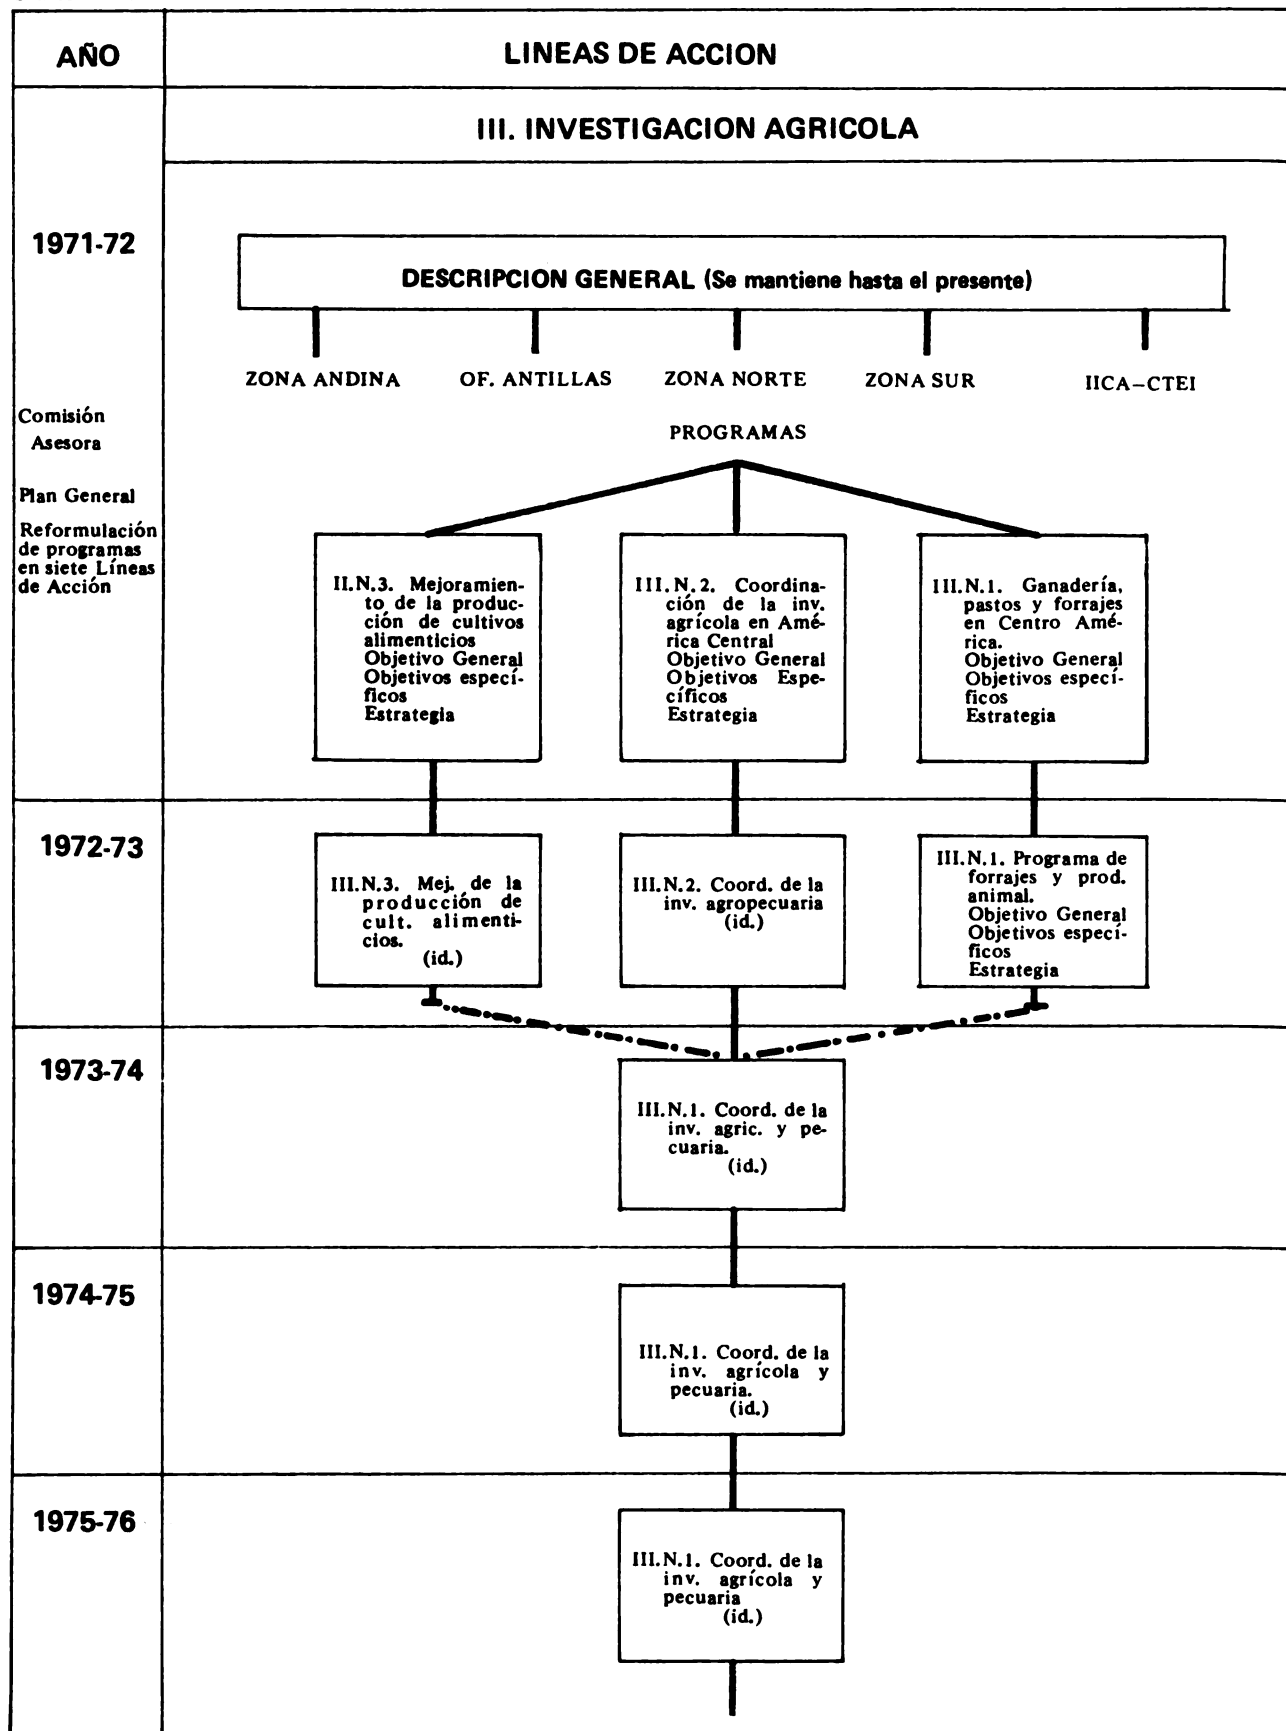 AÑO
LINEAS DE ACCION
III. INVESTIGACION AGRICOLA
1971-72
DESCRIPCION GENERAL (Se mantiene hasta el presente)
ZONA ANDINA
OF. ANTILLAS
ZONA NORTE
ZONA SUR
IICA-CTEI
Comisión
Asesora
Plan General
Reformulación
de programas
en siete Líneas
de Acción
PROGRAMAS
II.N.3. Mejoramien-
to de la produc-
ción de cultivos
alimenticios
Objetivo General
Objetivos especí-
ficos
Estrategia
III.N.2. Coordina-
ción de la inv.
agrícola en Amé-
rica Central
Objetivo General
Objetivos Espe-
cíficos
Estrategia
III.N.1. Ganadería,
pastos y forrajes
en Centro Amé-
rica.
Objetivo General
Objetivos especí-
ficos
Estrategia
1972-73
III.N.3. Mej. de la
producción de
cult. alimenti-
cios.
(id.)
III.N.2. Coord. de la
inv. agropecuaria
(id.)
III.N.1. Programa de
forrajes y prod.
animal.
Objetivo General
Objetivos especí-
ficos
Estrategia
1973-74
III.N.1. Coord. de la
inv. agric. y pe-
cuaria.
(id.)
1974-75
III.N.1. Coord. de la
inv. agrícola y
pecuaria.
(id.)
1975-76
III.N.1. Coord. de la
inv. agrícola y
pecuaria
(id.)